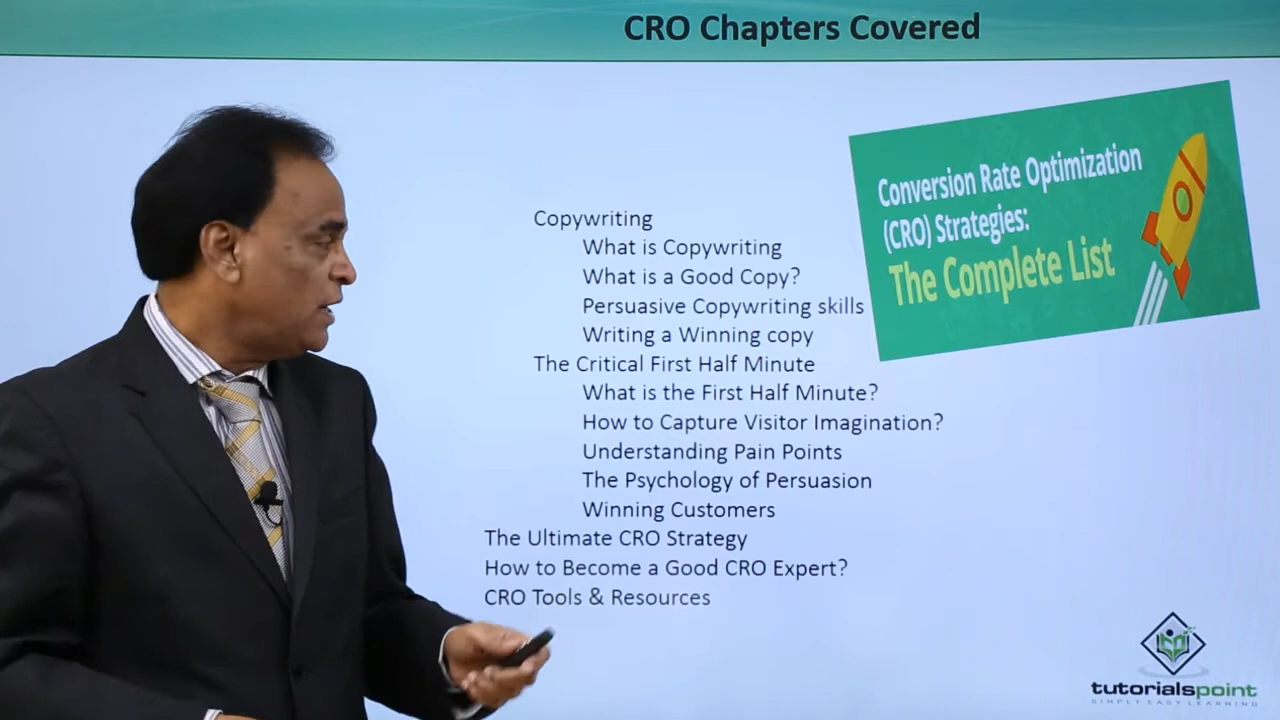 CRO Chapters Covered
Conversion Rate Optimization
(CRO) Strategies:
The Complete List
Copywriting
What is Copywriting
What is a Good Copy?
Persuasive Copywriting skills
Writing a Winning copy
The Critical First Half Minute
What is the First Half Minute?
How to Capture Visitor Imagination?
Understanding Pain Points
The Psychology of Persuasion
Winning Customers
The Ultimate CRO Strategy
How to Become a Good CRO Expert?
CRO Tools & Resources
tutorialspoint
SIMPLY EASY LEARNING